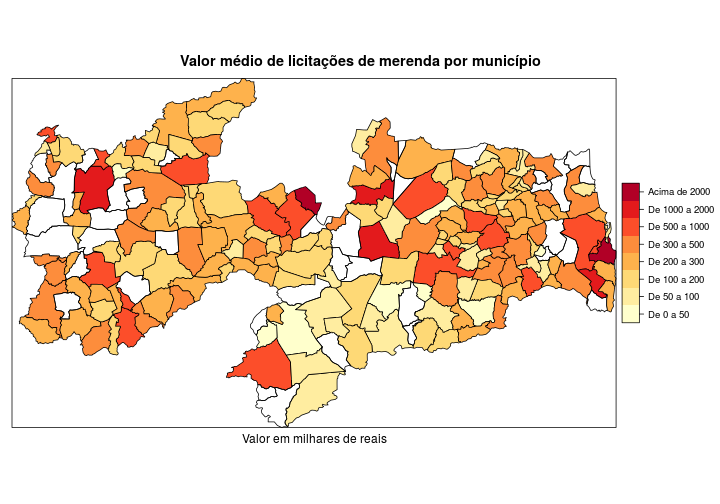 Valor médio de licitações de merenda por município
Acima de 2000
De 1000 a 2000
De 500 a 1000
De 300 a 500
De 200 a 300
De 100 a 200
De 50 a 100
De 0 a 50
Valor em milhares de reais